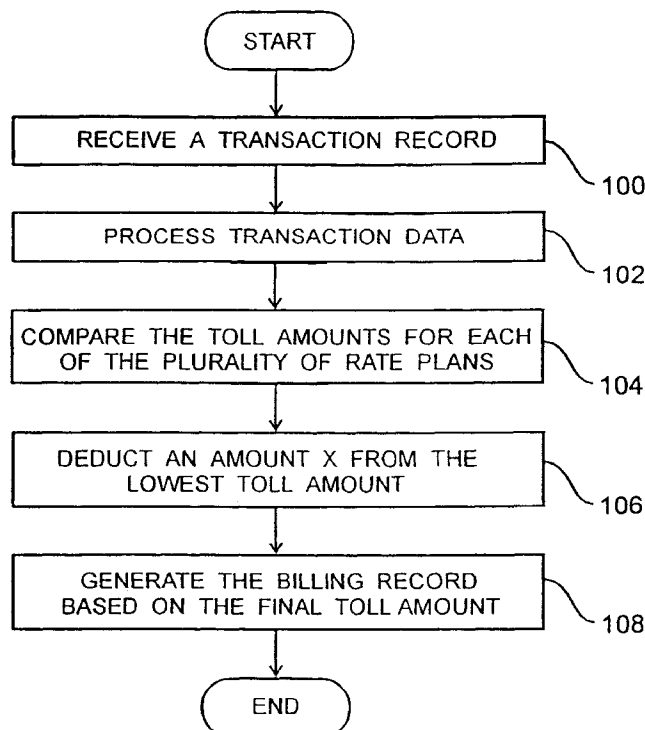 START
RECEIVE A TRANSACTION RECORD
100
PROCESS TRANSACTION DATA
102
COMPARE THE TOLL AMOUNTS FOR EACH
OF THE PLURALITY OF RATE PLANS
104
DEDUCT AN AMOUNT X FROM THE
LOWEST TOLL AMOUNT
106
GENERATE THE BILLING RECORD
BASED ON THE FINAL TOLL AMOUNT
108
END